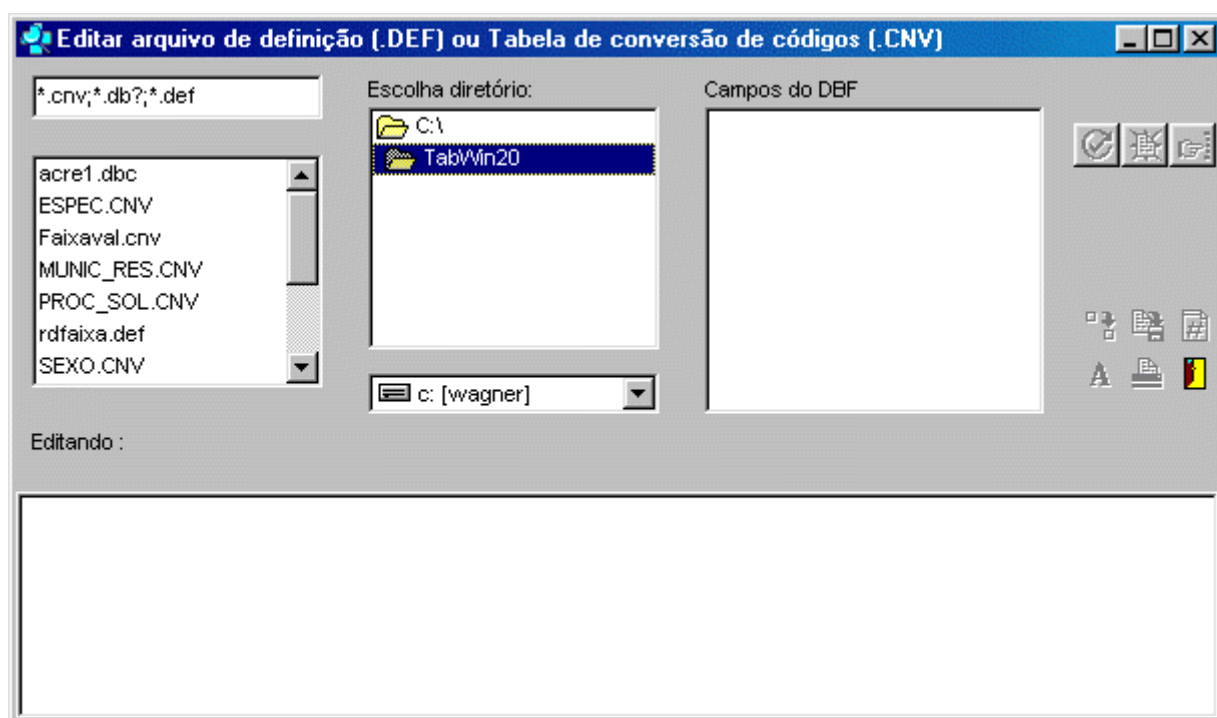 Editar arquivo de definição (.DEF) ou Tabela de conversão de códigos (.CNV)
*.cnv;*.db?;*.def
Escolha diretório:
Campos do DBF
C:\
TabWin20
acre1.dbc
ESPEC.CNV
Faixaval.cnv
MUNIC_RES.CNV
PROC_SOL.CNV
rdfaixa.def
SEXO.CNV
c: [wagner]
#
A
Editando :